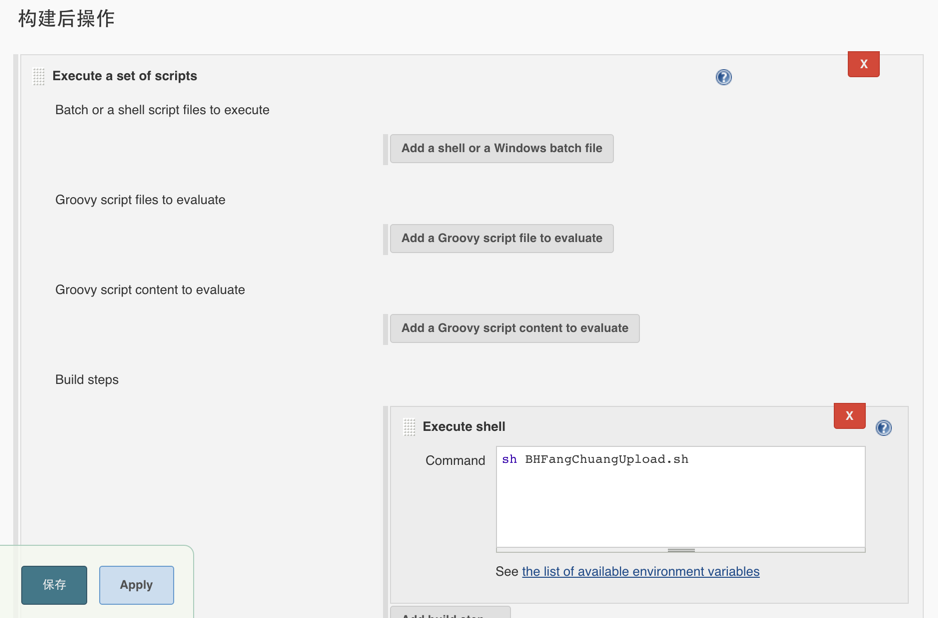 构建后操作
X
Execute a set of scripts
?
Batch or a shell script files to execute
Add a shell or a Windows batch file
Groovy script files to evaluate
Add a Groovy script file to evaluate
Groovy script content to evaluate
Add a Groovy script content to evaluate
Build steps
X
Execute shell
?
Command
sh BHFangChuangUpload.sh
See the list of available environment variables
保存
Apply
Add build step